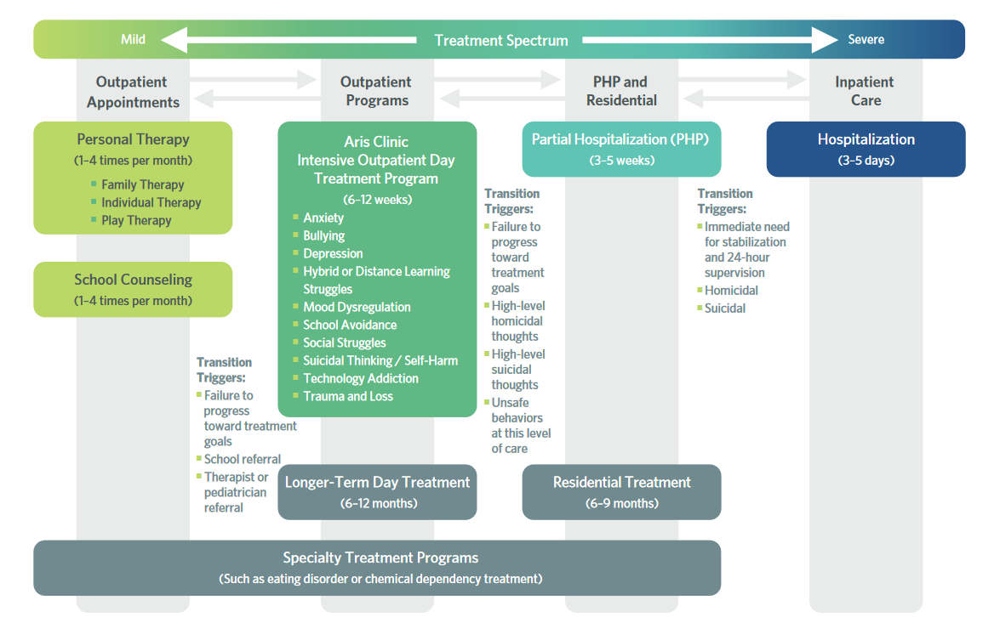 Mild
Treatment Spectrum
Severe
Outpatient
Appointments
Outpatient
Programs
PHP and
Residential
Inpatient
Care
Personal Therapy
(1–4 times per month)
Family Therapy
Individual Therapy
Play Therapy
School Counseling
(1–4 times per month)
Transition
Triggers:
Failure to
progress
toward treatment
goals
School referral
Therapist or
pediatrician
referral
Aris Clinic
Intensive Outpatient Day
Treatment Program
(6–12 weeks)
Anxiety
Bullying
Depression
Hybrid or Distance Learning
Struggles
Mood Dysregulation
School Avoidance
Social Struggles
Suicidal Thinking / Self-Harm
Technology Addiction
Trauma and Loss
Longer-Term Day Treatment
(6–12 months)
Transition
Triggers:
Failure to
progress
toward
treatment
goals
High-level
homicidal
thoughts
High-level
suicidal
thoughts
Unsafe
behaviors
at this level
of care
Partial Hospitalization (PHP)
(3–5 weeks)
Residential Treatment
(6–9 months)
Transition
Triggers:
Immediate need
for stabilization
and 24-hour
supervision
Homicidal
Suicidal
Hospitalization
(3–5 days)
Specialty Treatment Programs
(Such as eating disorder or chemical dependency treatment)